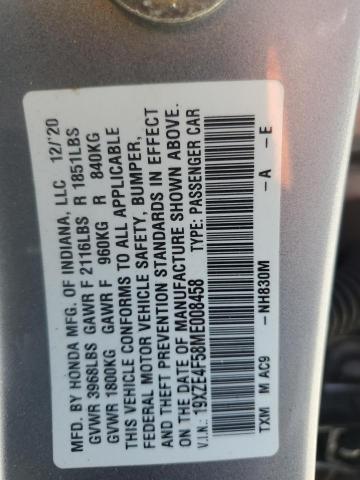 MFD. BY HONDA MFG. OF INDIANA, LLC 12/'20
GVWR 3968LBS GAWR F 2116LBS R 1851LBS
GVWR 1800KG GAWR F 960KG R 840KG
THIS VEHICLE CONFORMS TO ALL APPLICABLE
FEDERAL MOTOR VEHICLE SAFETY, BUMPER,
AND THEFT PREVENTION STANDARDS IN EFFECT
ON THE DATE OF MANUFACTURE SHOWN ABOVE.
V.I.N.: 19XZE4F58ME008458 TYPE: PASSENGER CAR
TXM M AC9 -NH830M -A -E